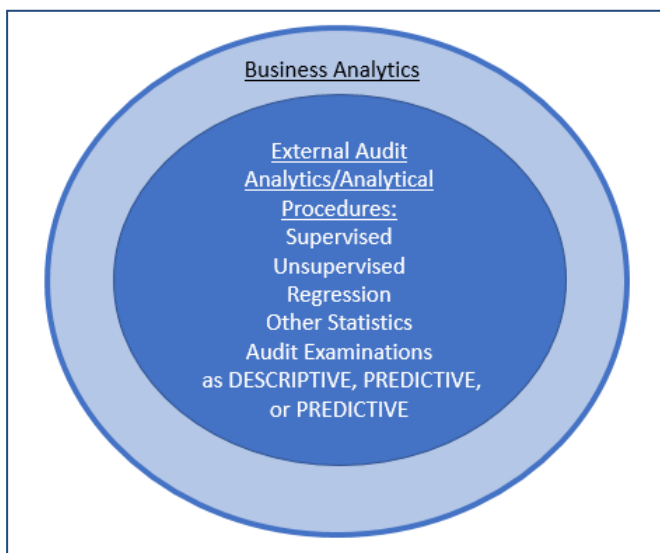 Business Analytics
External Audit
Analytics/Analytical
Procedures:
Supervised
Unsupervised
Regression
Other Statistics
Audit Examinations
as DESCRIPTIVE, PREDICTIVE,
or PREDICTIVE